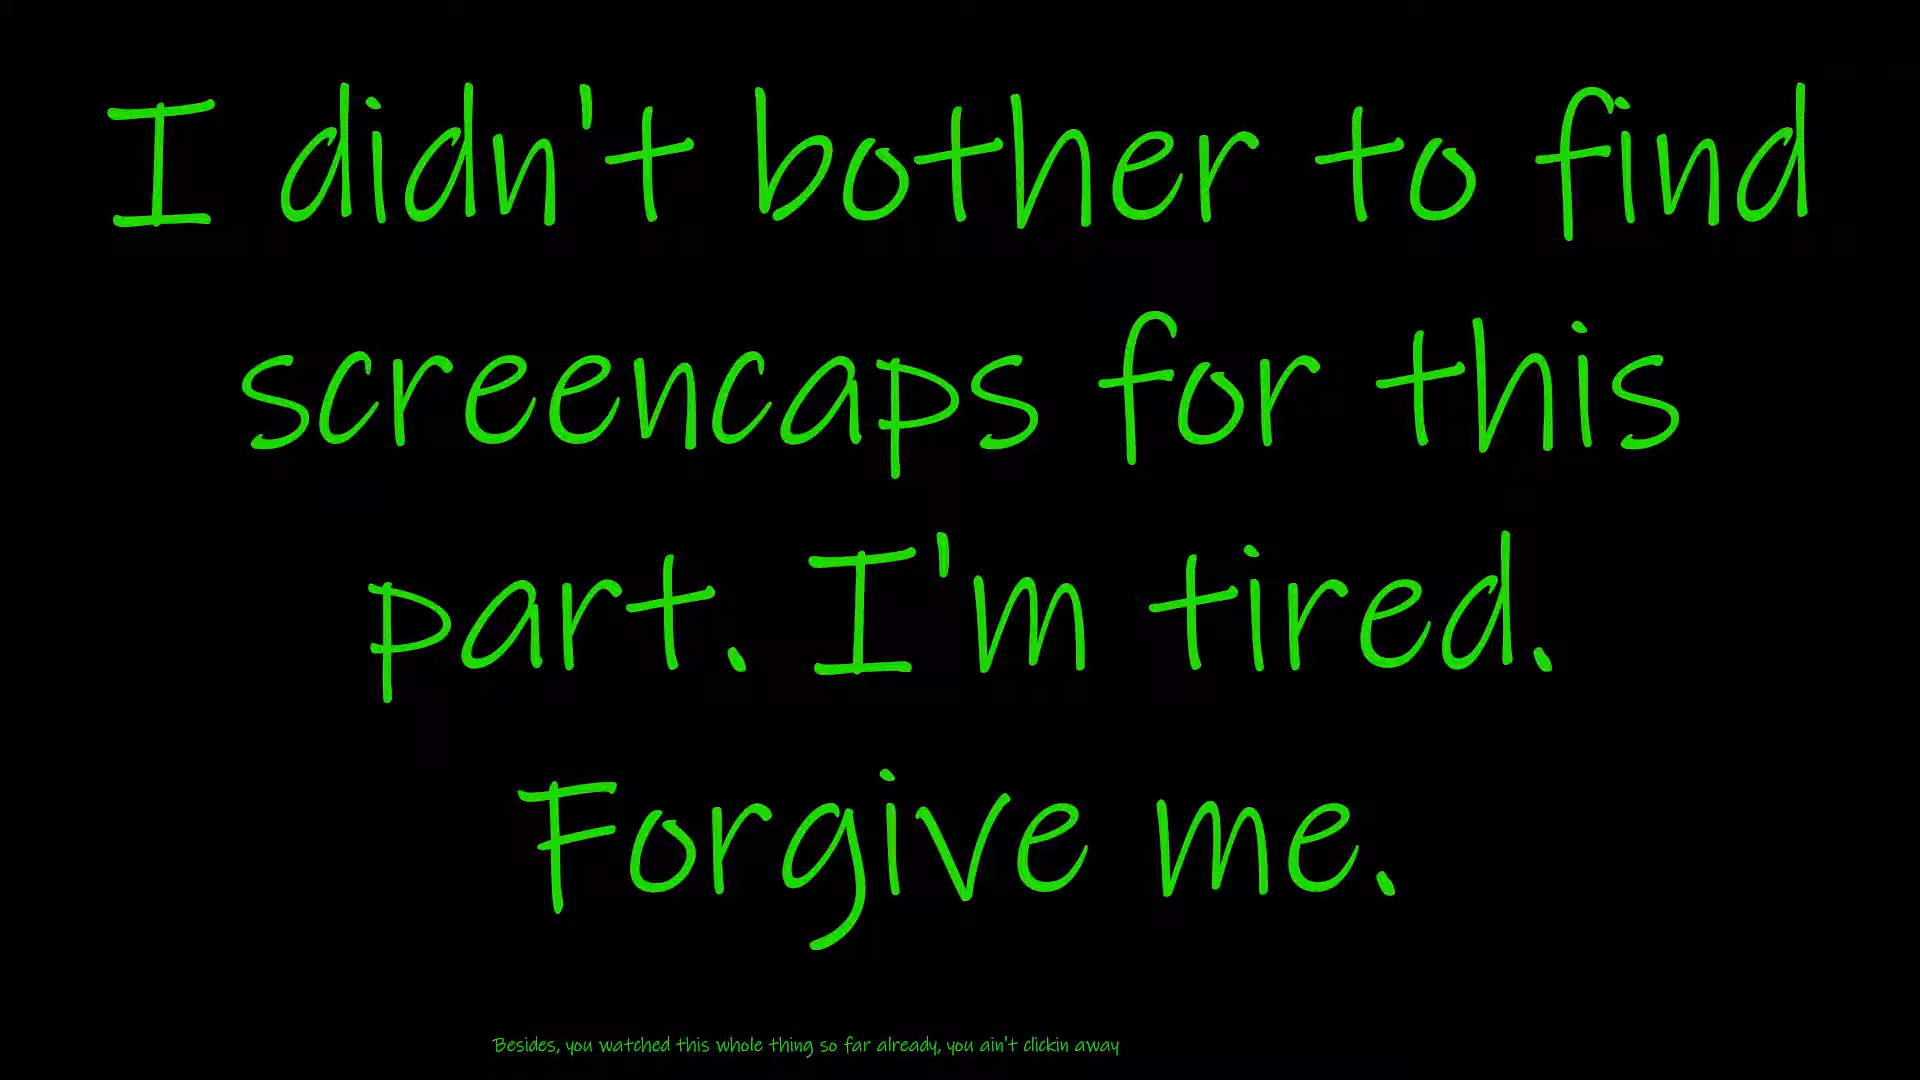 I didn't bother to find
screencaps for this
part. I'm tired.
Forgive me.
Besides, you watched this whole thing so far already, you ain't clickin away